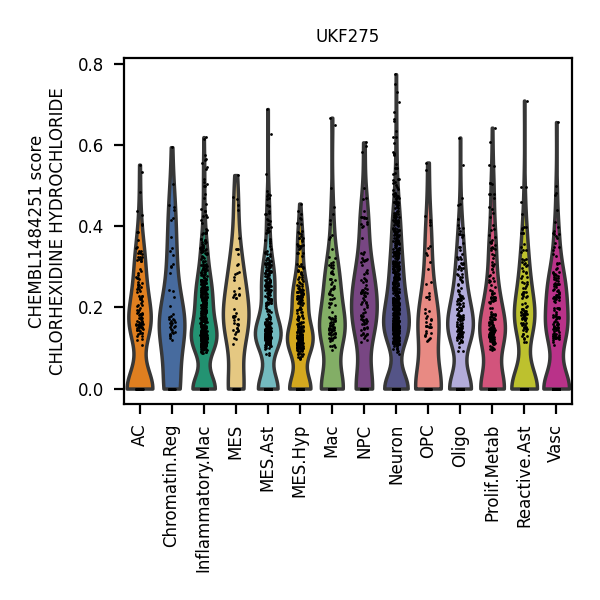 UKF275
CHEMBL1484251 score
CHLORHEXIDINE HYDROCHLORIDE
0.8
0.6
0.4
0.2
0.0
AC
Chromatin.Reg
Inflammatory.Mac
MES
MES.Ast
MES.Hyp
Mac
NPC
Neuron
OPC
Oligo
Prolif.Metab
Reactive.Ast
Vasc